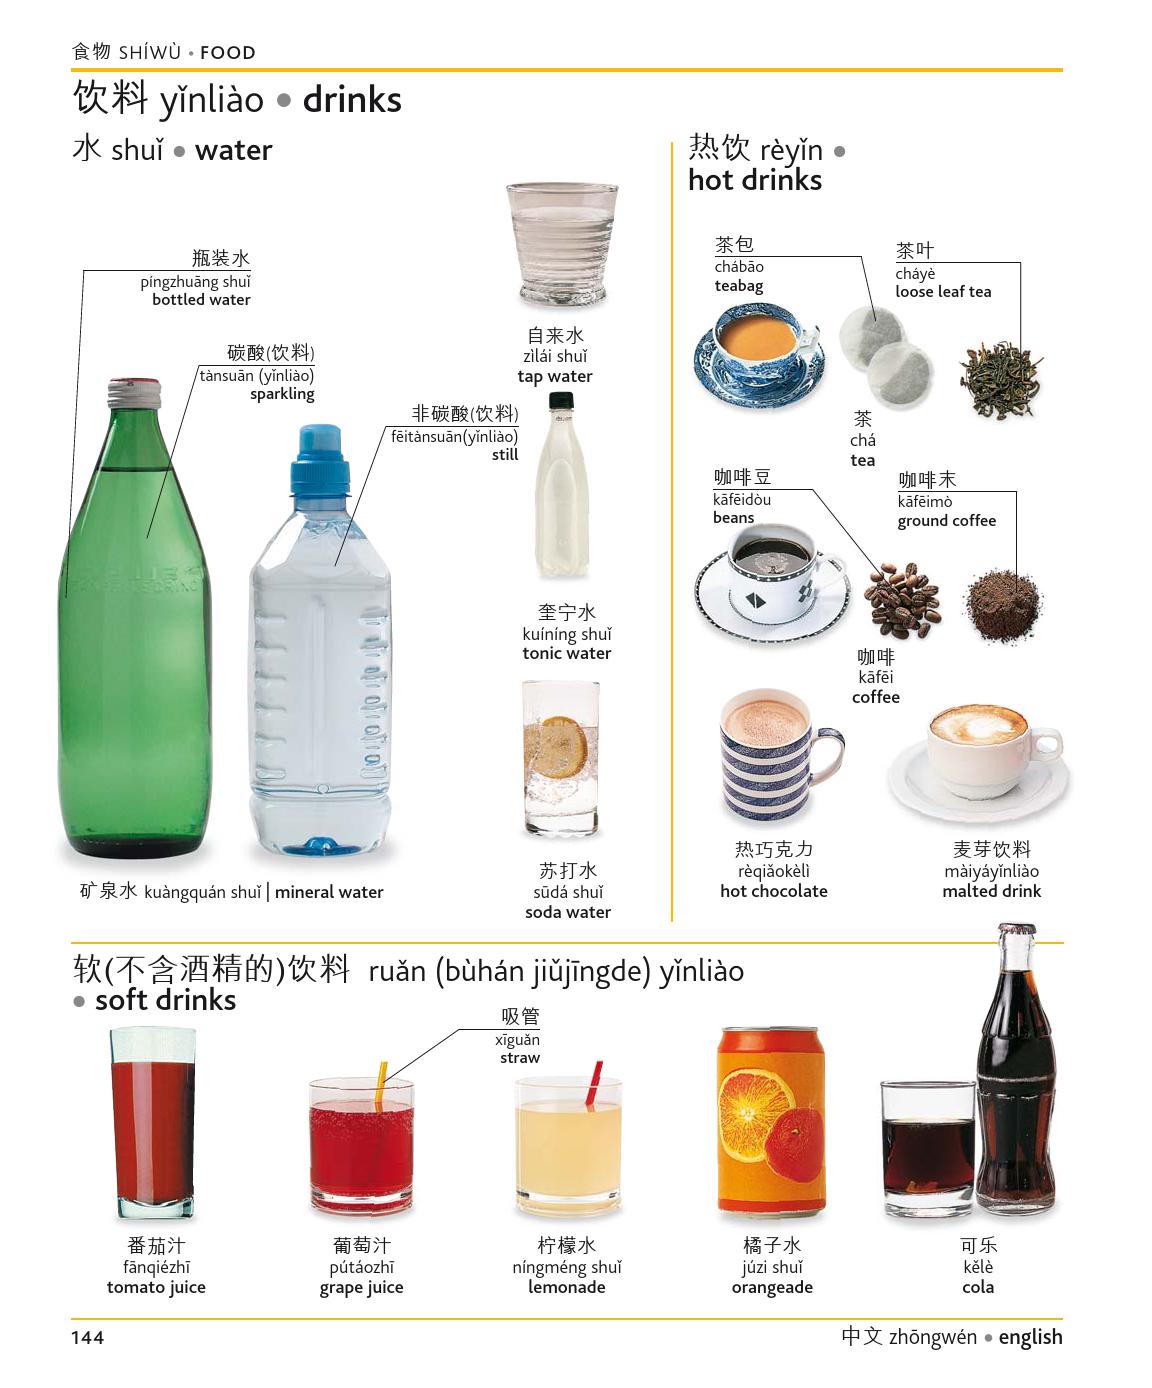 食物 SHÍWÙ • FOOD
饮料 yǐnliào • drinks
水 shuǐ • water
瓶装水
píngzhuāng shuǐ
bottled water
碳酸(饮料)
tànsuān (yǐnliào)
sparkling
非碳酸(饮料)
fēitànsuān(yǐnliào)
still
矿泉水 kuàngquán shuǐ | mineral water
自来水
zìlái shuǐ
tap water
奎宁水
kuíníng shuǐ
tonic water
苏打水
sūdá shuǐ
soda water
热饮 rèyǐn •
hot drinks
茶包
chábāo
teabag
茶叶
cháyè
loose leaf tea
茶
chá
tea
咖啡豆
kāfēidòu
beans
咖啡末
kāfēimò
ground coffee
咖啡
kāfēi
coffee
热巧克力
rèqiǎokèlì
hot chocolate
麦芽饮料
màiyáyǐnliào
malted drink
软(不含酒精的)饮料 ruǎn (bùhán jiǔjīngde) yǐnliào
• soft drinks
吸管
xīguǎn
straw
番茄汁
fānqiézhī
tomato juice
葡萄汁
pútáozhī
grape juice
柠檬水
níngméng shuǐ
lemonade
橘子水
júzi shuǐ
orangeade
可乐
kělè
cola
144
中文 zhōngwén • english